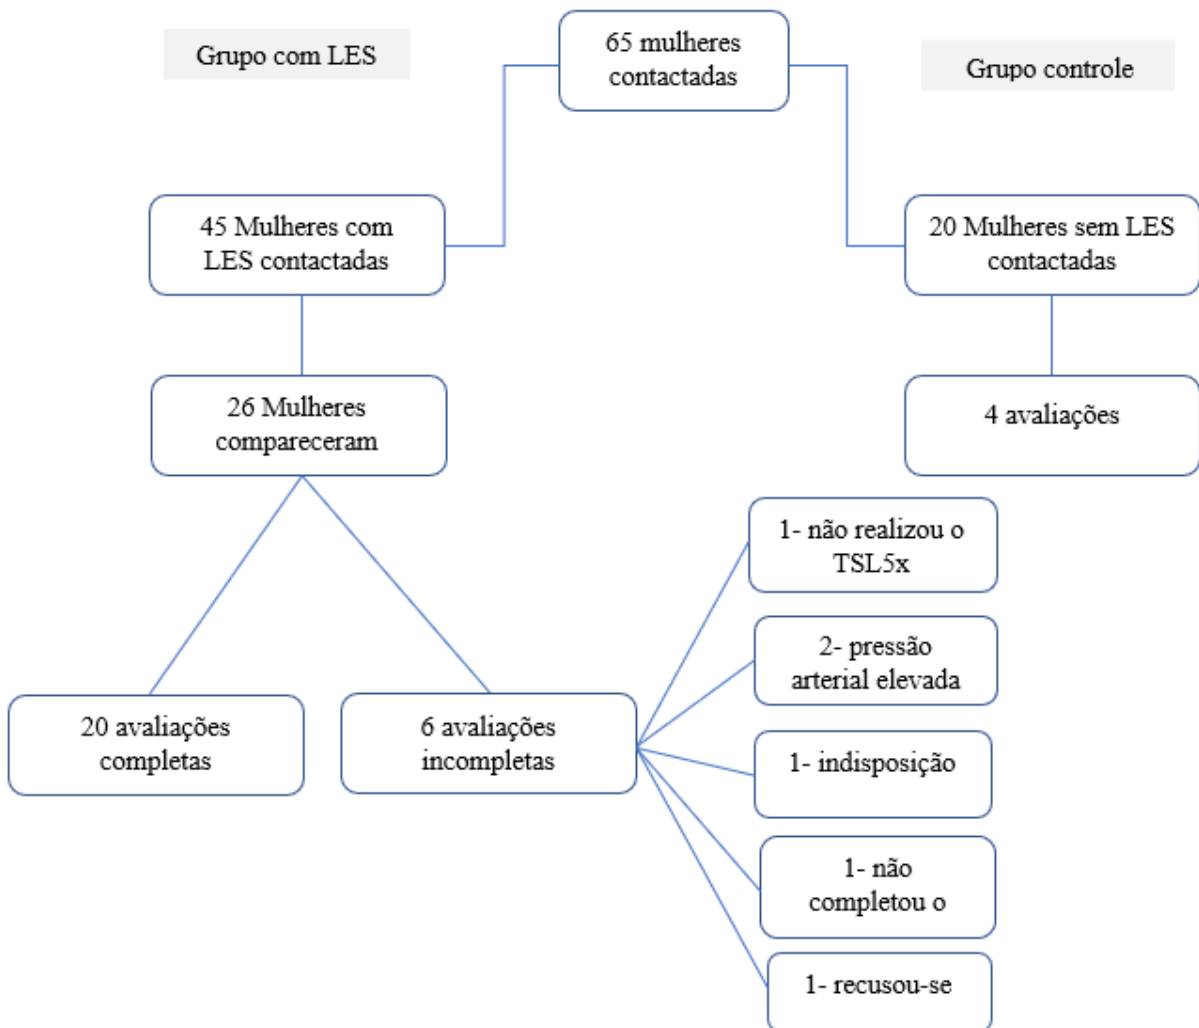 Grupo com LES
65 mulheres
contactadas
Grupo controle
45 Mulheres com
LES contactadas
20 Mulheres sem LES
contactadas
26 Mulheres
compareceram
4 avaliações
20 avaliações
completas
6 avaliações
incompletas
1- não realizou o
TSL5x
2- pressão
arterial elevada
1- indisposição
1- não
completou o
1- recusou-se